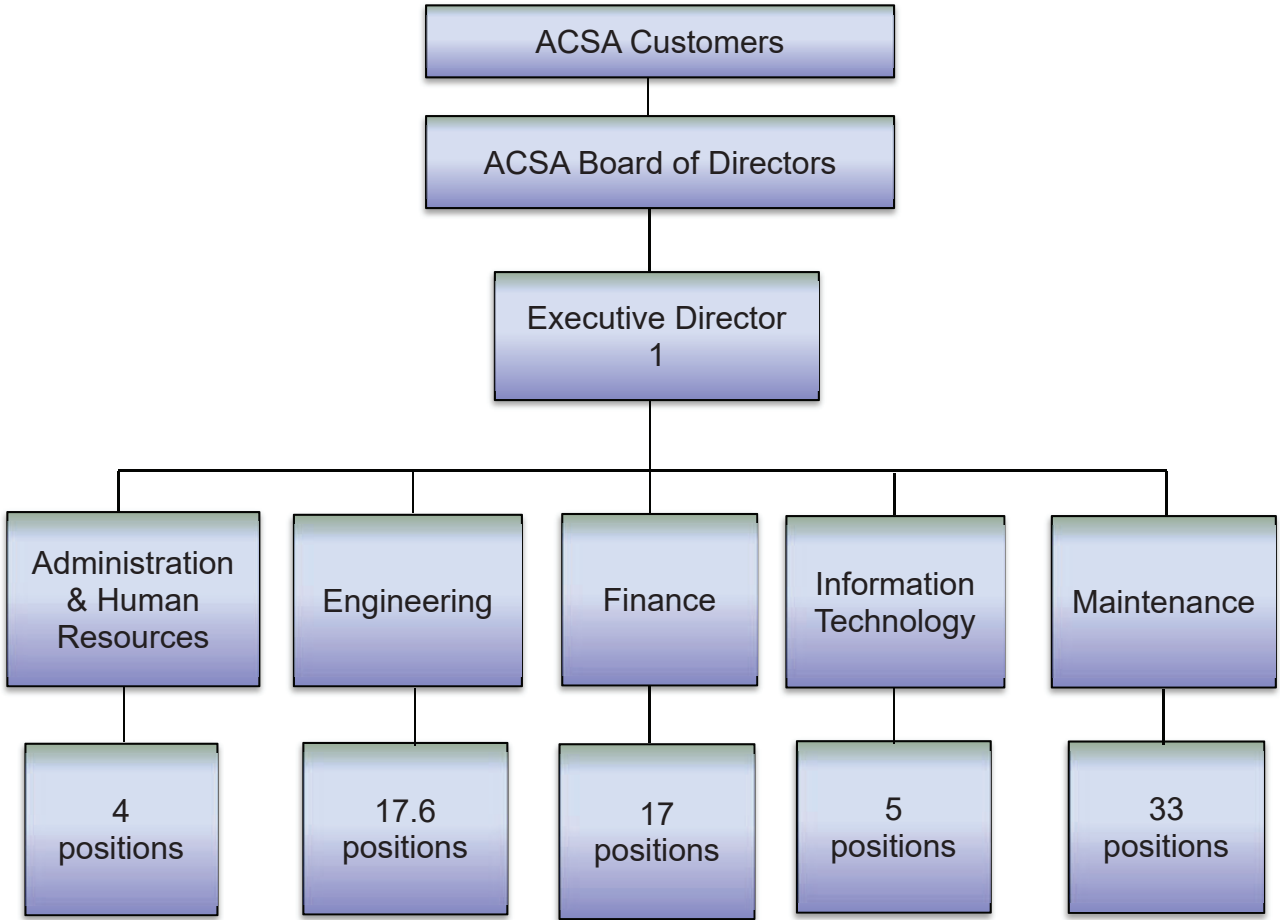 ACSA Customers
ACSA Board of Directors
Executive Director
1
Administration
& Human
Resources
Engineering
Finance
Information
Technology
Maintenance
4
positions
17.6
positions
17
positions
5
positions
33
positions